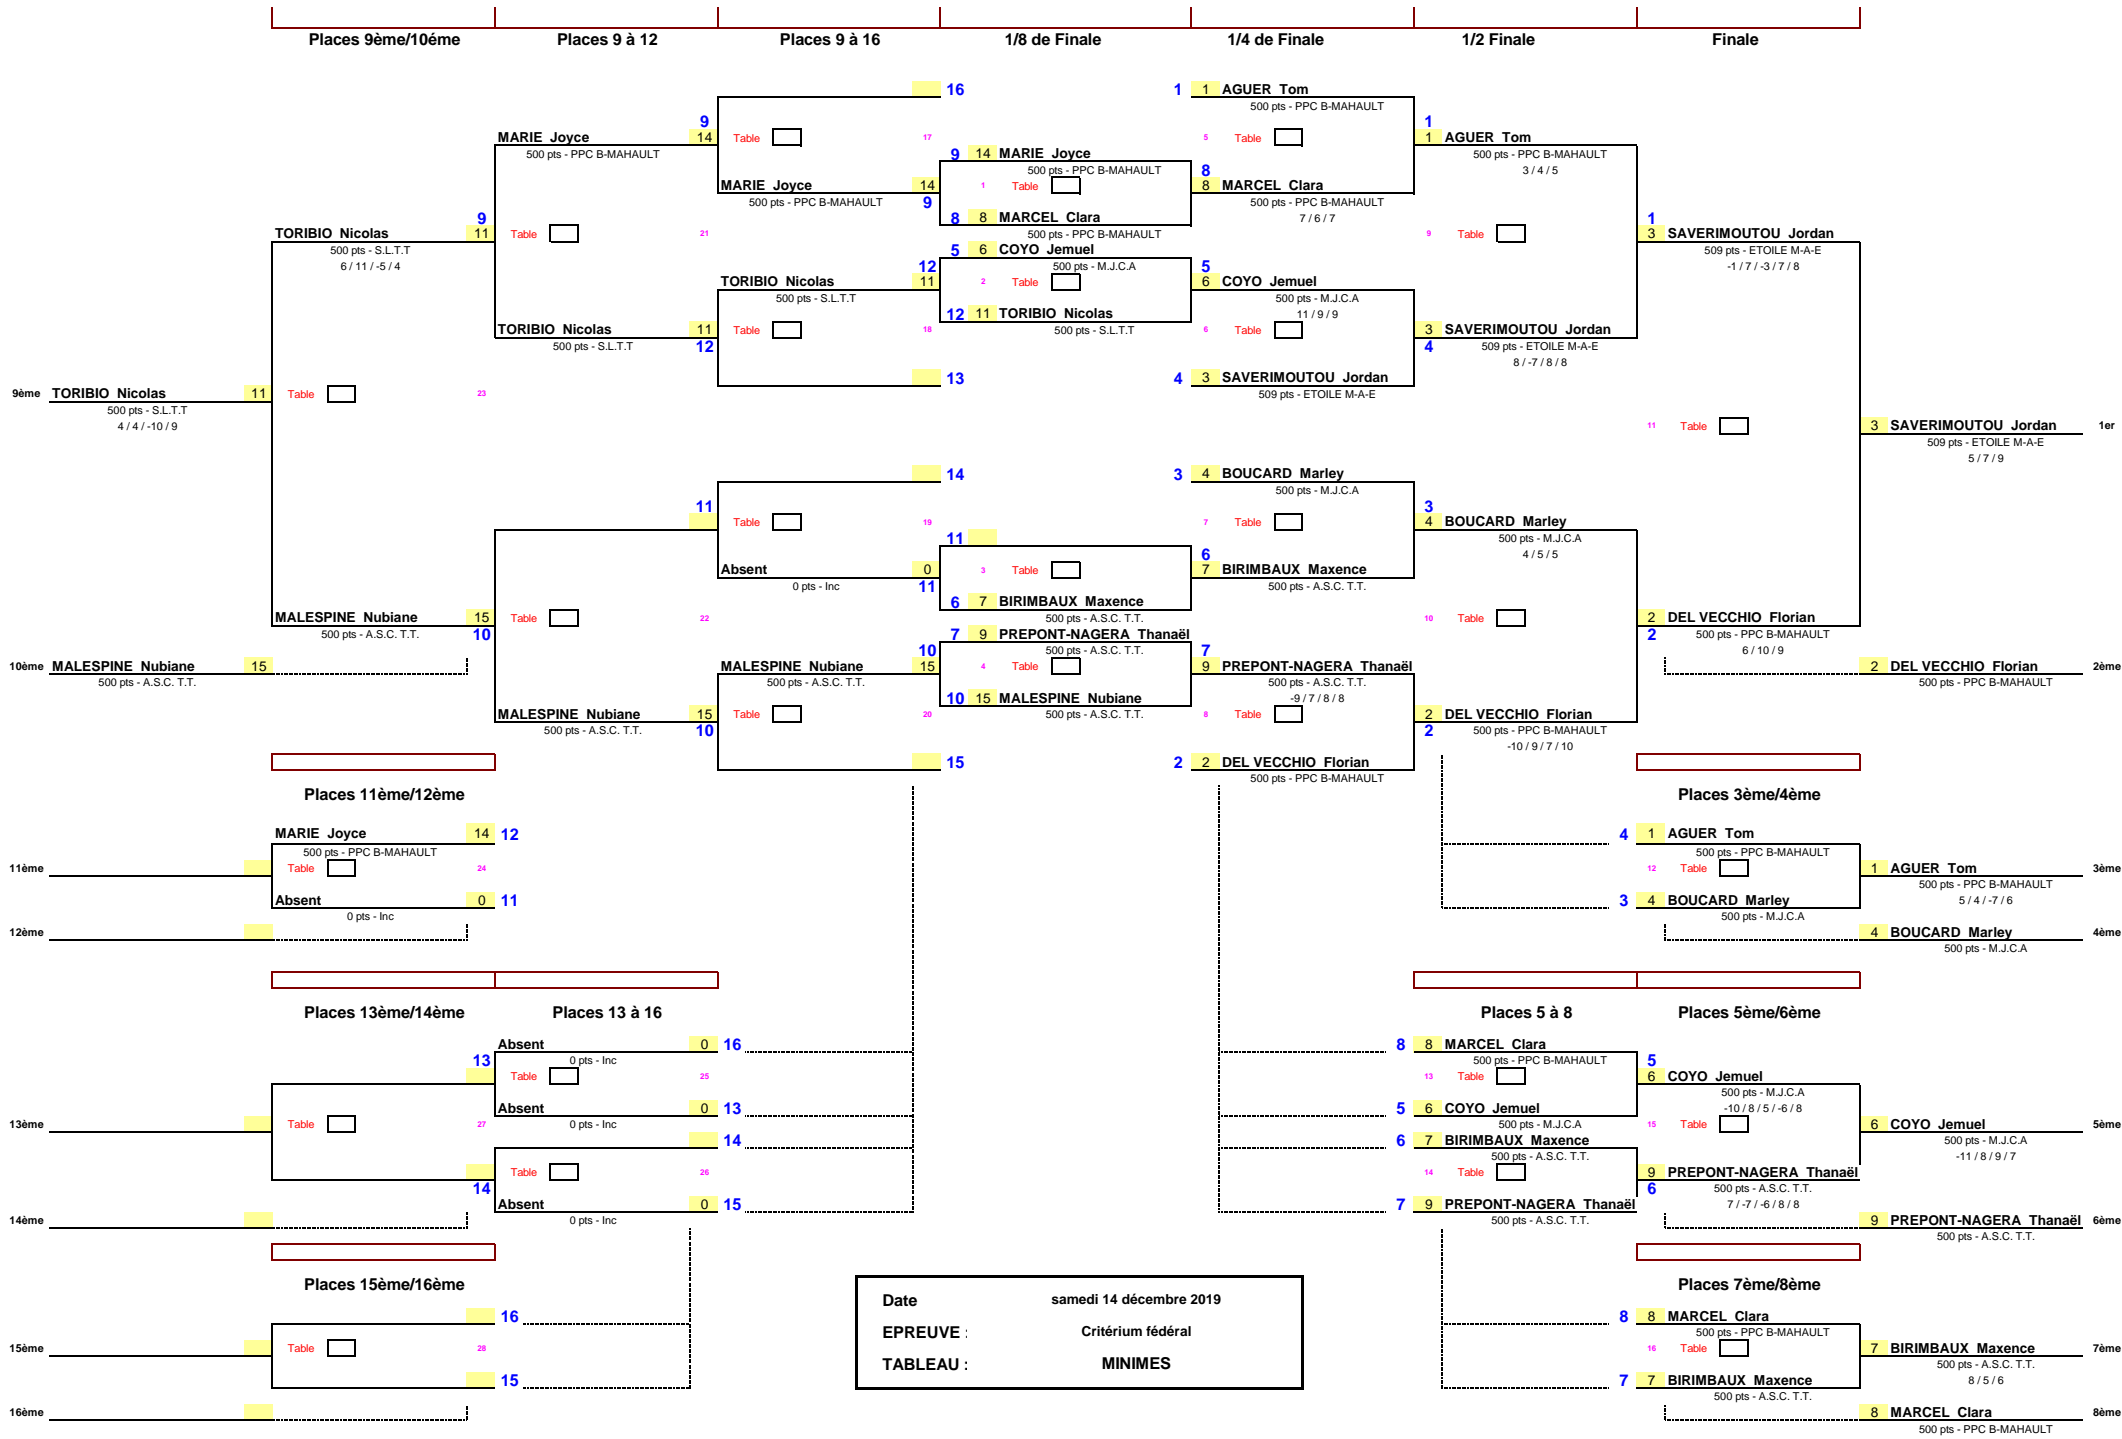 Places 9ème/10éme Places 9 à 12 Places 9 à 16 1/8 de Finale 1/4 de Finale 1/2 Finale Finale
16 1 1 AGUER Tom
500 pts - PPC B-MAHAULT
9 1
MARIE Joyce 14 Table 17 5 Table 1 AGUER Tom
500 pts - PPC B-MAHAULT 9 14 MARIE Joyce 500 pts - PPC B-MAHAULT
500 pts - PPC B-MAHAULT 8 3 / 4 / 5
MARIE Joyce 14 1 Table 8 MARCEL Clara
500 pts - PPC B-MAHAULT 9 500 pts - PPC B-MAHAULT
8 8 MARCEL Clara 7 / 6 / 7
9 500 pts - PPC B-MAHAULT 1
TORIBIO Nicolas 11 Table 21 9 Table 3 SAVERIMOUTOU Jordan
500 pts - S.L.T.T 5 6 COYO Jemuel 509 pts - ETOILE M-A-E
6 / 11 / -5 / 4 12 500 pts - M.J.C.A 5 -1 / 7 / -3 / 7 / 8
TORIBIO Nicolas 11 2 Table 6 COYO Jemuel
500 pts - S.L.T.T 500 pts - M.J.C.A
12 11 TORIBIO Nicolas 11 / 9 / 9
TORIBIO Nicolas 11 Table 18 500 pts - S.L.T.T 6 Table 3 SAVERIMOUTOU Jordan
500 pts - S.L.T.T 12 4 509 pts - ETOILE M-A-E
8 / -7 / 8 / 8
13 4 3 SAVERIMOUTOU Jordan
9ème TORIBIO Nicolas 11 Table 23 509 pts - ETOILE M-A-E
500 pts - S.L.T.T
4 / 4 / -10 / 9 11 Table 3 SAVERIMOUTOU Jordan 1er
509 pts - ETOILE M-A-E
5 / 7 / 9
14 3 4 BOUCARD Marley
500 pts - M.J.C.A
11 3
Table 19 7 Table 4 BOUCARD Marley
11 500 pts - M.J.C.A
6 4 / 5 / 5
Absent 0 3 Table 7 BIRIMBAUX Maxence
0 pts - Inc 11 500 pts - A.S.C. T.T.
6 7 BIRIMBAUX Maxence
MALESPINE Nubiane 15 Table 22 500 pts - A.S.C. T.T. 10 Table 2 DEL VECCHIO Florian
500 pts - A.S.C. T.T. 10 7 9 PREPONT-NAGERA Thanaël 2 500 pts - PPC B-MAHAULT
10 500 pts - A.S.C. T.T. 7 6 / 10 / 9
10ème MALESPINE Nubiane 15 MALESPINE Nubiane 15 4 Table 9 PREPONT-NAGERA Thanaël 2 DEL VECCHIO Florian 2ème
500 pts - A.S.C. T.T. 500 pts - A.S.C. T.T. 500 pts - A.S.C. T.T. 500 pts - PPC B-MAHAULT
10 15 MALESPINE Nubiane -9 / 7 / 8 / 8
MALESPINE Nubiane 15 Table 20 500 pts - A.S.C. T.T. 8 Table 2 DEL VECCHIO Florian
500 pts - A.S.C. T.T. 10 2 500 pts - PPC B-MAHAULT
-10 / 9 / 7 / 10
15 2 2 DEL VECCHIO Florian
500 pts - PPC B-MAHAULT
Places 11ème/12ème Places 3ème/4ème
MARIE Joyce 14 12 4 1 AGUER Tom
500 pts - PPC B-MAHAULT 500 pts - PPC B-MAHAULT
11ème Table 24 12 Table 1 AGUER Tom 3ème
500 pts - PPC B-MAHAULT
Absent 0 11 3 4 BOUCARD Marley 5 / 4 / -7 / 6
0 pts - Inc 500 pts - M.J.C.A
12ème 4 BOUCARD Marley 4ème
500 pts - M.J.C.A
Places 13ème/14ème Places 13 à 16 Places 5 à 8 Places 5ème/6ème
Absent 0 16 8 8 MARCEL Clara
13 0 pts - Inc 500 pts - PPC B-MAHAULT 5
Table 25 13 Table 6 COYO Jemuel
500 pts - M.J.C.A
Absent 0 13 5 6 COYO Jemuel -10 / 8 / 5 / -6 / 8
13ème Table 27 0 pts - Inc 500 pts - M.J.C.A 15 Table 6 COYO Jemuel 5ème
14 6 7 BIRIMBAUX Maxence 500 pts - M.J.C.A
500 pts - A.S.C. T.T. -11 / 8 / 9 / 7
Table 26 14 Table 9 PREPONT-NAGERA Thanaël
14 6 500 pts - A.S.C. T.T.
Absent 0 15 7 9 PREPONT-NAGERA Thanaël 7 / -7 / -6 / 8 / 8
14ème 0 pts - Inc 500 pts - A.S.C. T.T. 9 PREPONT-NAGERA Thanaël 6ème
500 pts - A.S.C. T.T.
Places 15ème/16ème Places 7ème/8ème
Date samedi 14 décembre 2019
16 8 8 MARCEL Clara
EPREUVE : Critérium fédéral 500 pts - PPC B-MAHAULT
15ème Table 28 16 Table 7 BIRIMBAUX Maxence 7ème
TABLEAU : MINIMES 500 pts - A.S.C. T.T.
15 7 7 BIRIMBAUX Maxence 8 / 5 / 6
500 pts - A.S.C. T.T.
16ème 8 MARCEL Clara 8ème
500 pts - PPC B-MAHAULT